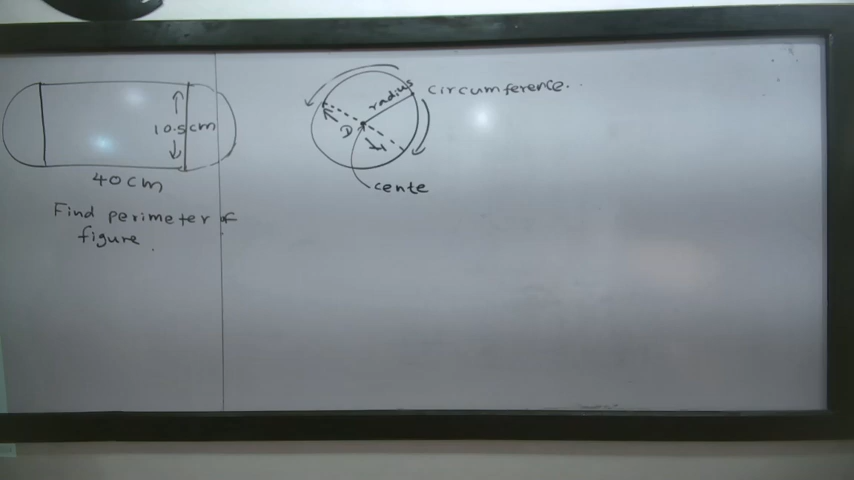 10.5cm
40cm
Find perimeter of
figure.
radius
circumference.
D
cente